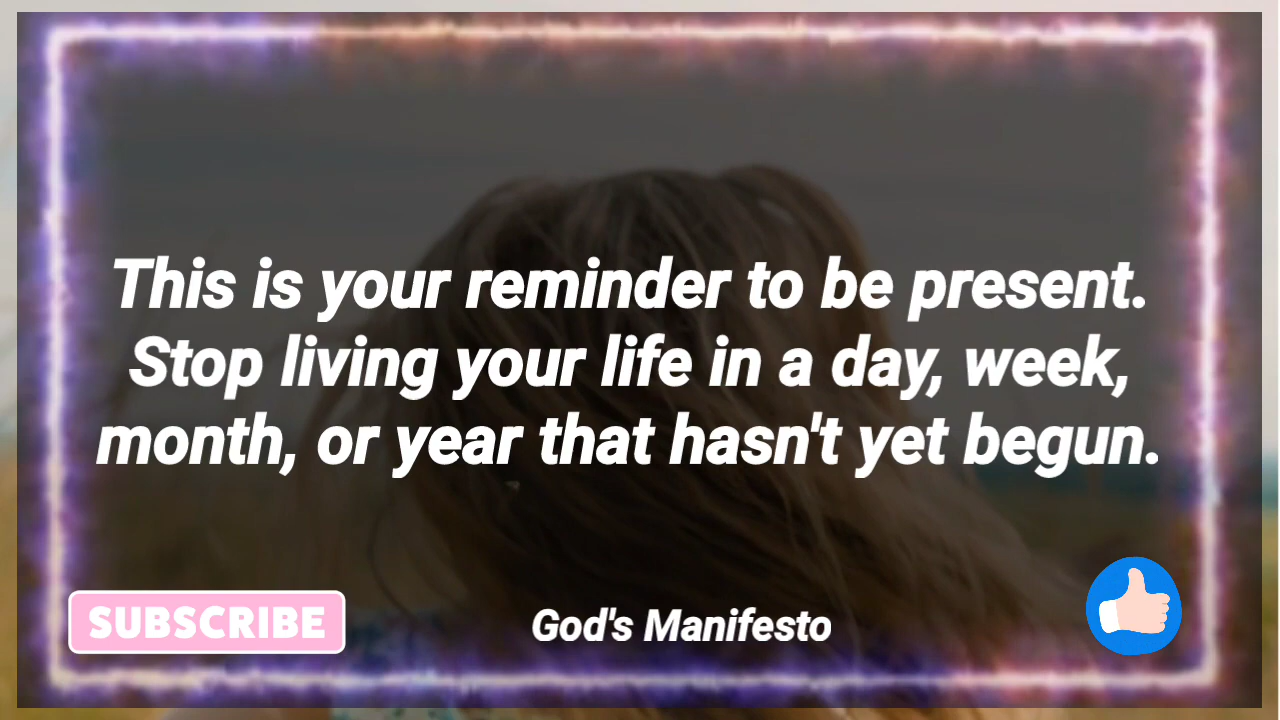 This is your reminder to be present.
Stop living your life in a day, week,
month, or year that hasn't yet begun.
SUBSCRIBE
God's Manifesto